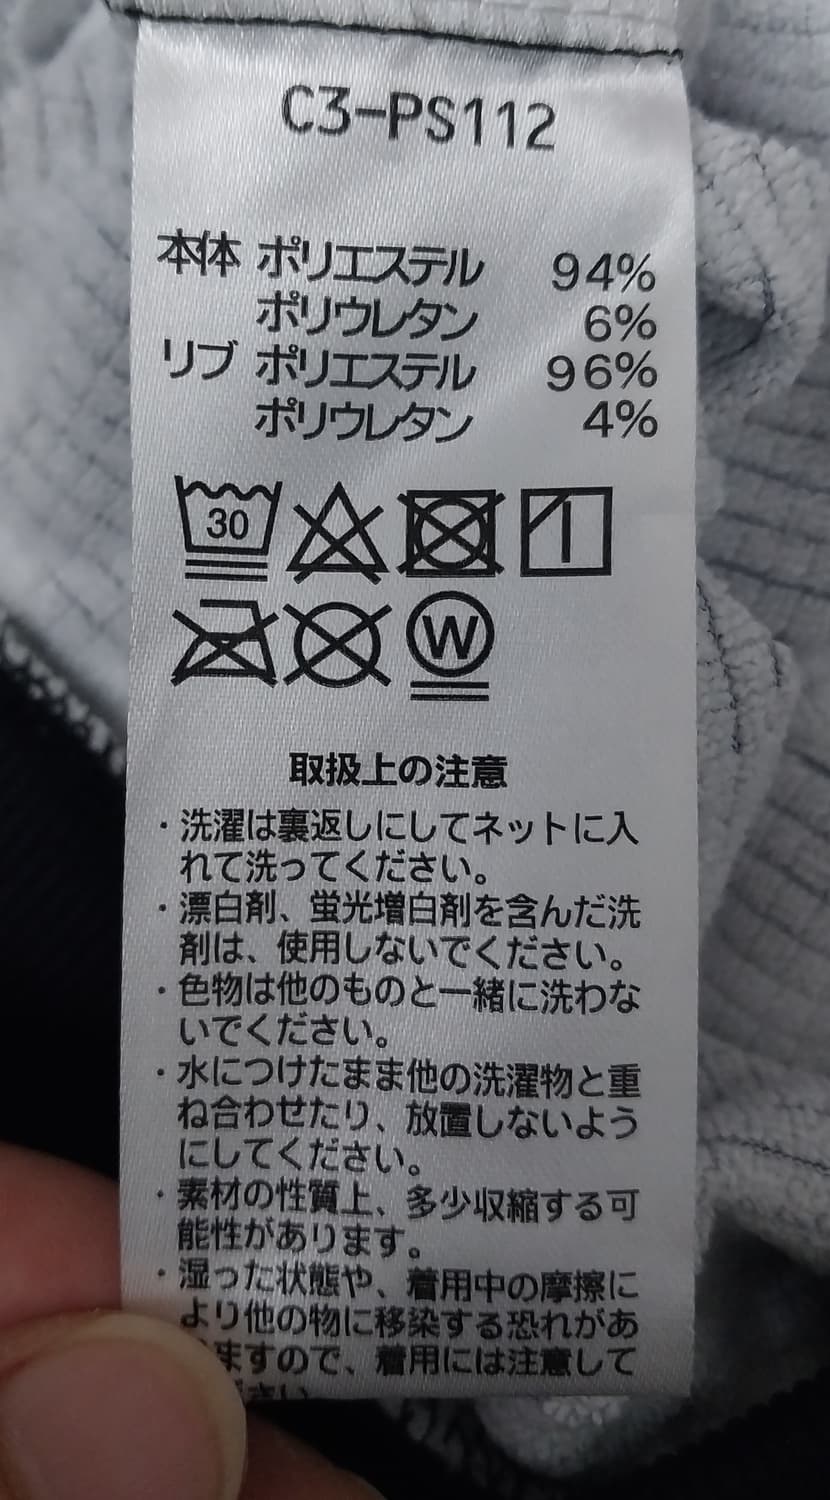 C3-PS112
本体 ポリエステル 94%
ポリウレタン 6%
リブ ポリエステル 96%
ポリウレタン 4%
30
W
取扱上の注意
・洗濯は裏返しにしてネットに入
れて洗ってください。
・漂白剤、蛍光増白剤を含んだ洗
剤は、使用しないでください。
・色物は他のものと一緒に洗わな
いでください。
・水につけたまま他の洗濯物と重
ね合わせたり、放置しないよう
にしてください。
・素材の性質上、多少収縮する可
能性があります。
・湿った状態や、着用中の摩擦に
より他の物に移染する恐れがあ
ますので、着用には注意して
ださい